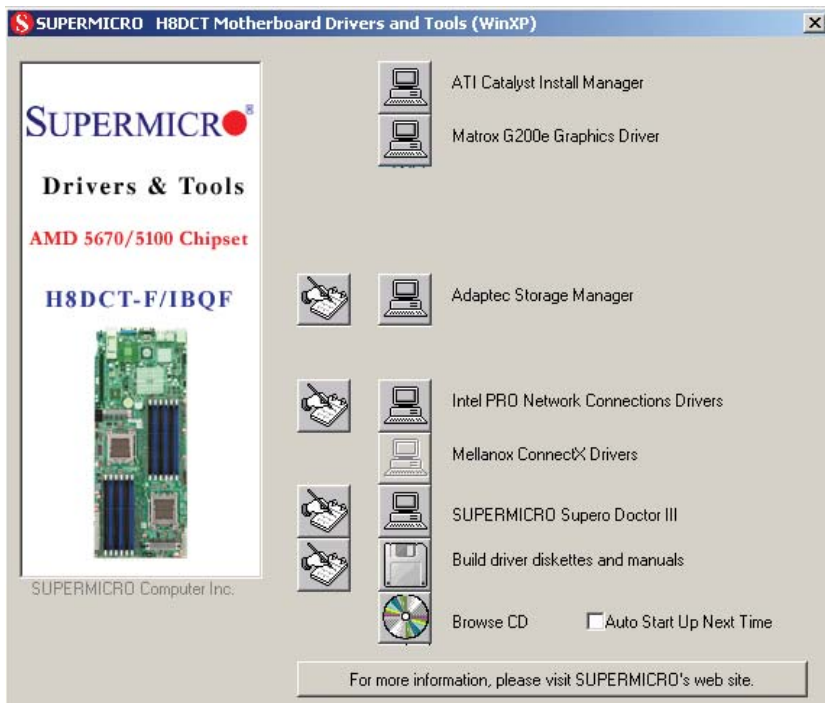 SUPERMICRO H8DCT Motherboard Drivers and Tools (WinXP)
SUPERMICRO®
Drivers & Tools
AMD 5670/5100 Chipset
H8DCT-F/IBQF
SUPERMICRO Computer Inc.
ATI Catalyst Install Manager
Matrox G200e Graphics Driver
Adaptec Storage Manager
Intel PRO Network Connections Drivers
Mellanox ConnectX Drivers
SUPERMICRO Supero Doctor III
Build driver diskettes and manuals
Browse CD
Auto Start Up Next Time
For more information, please visit SUPERMICRO's web site.